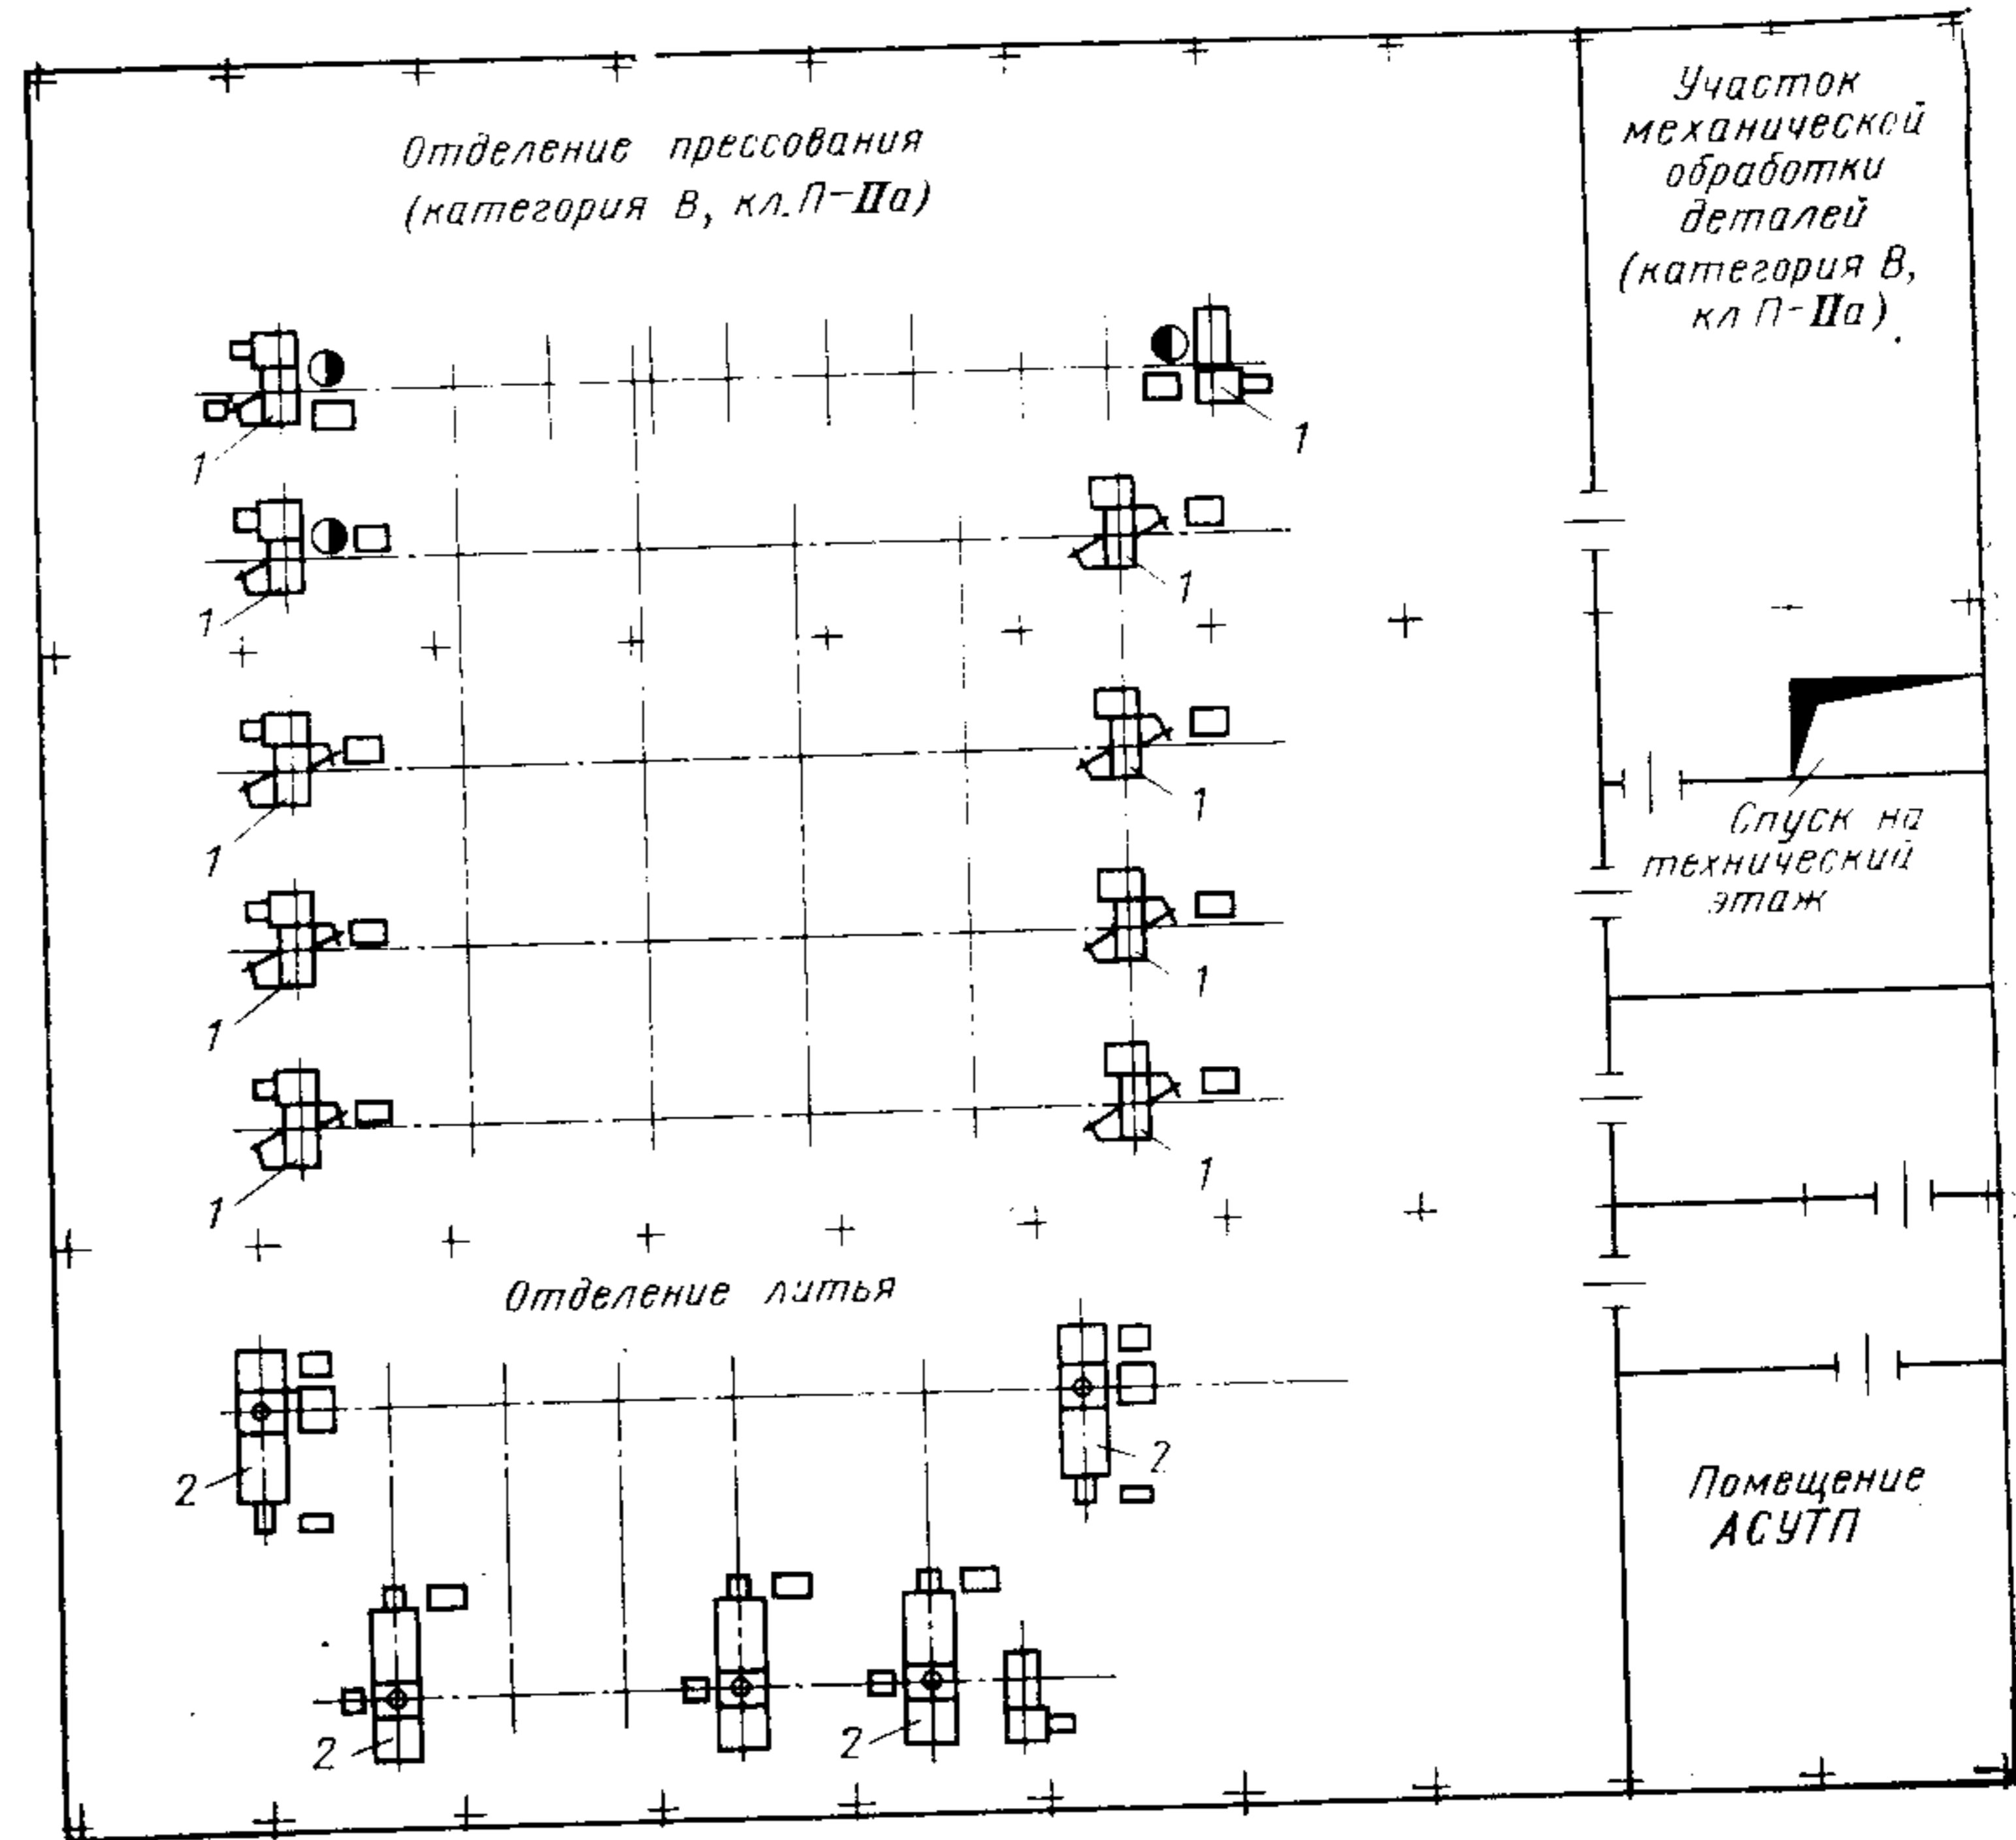 Отделение прессования
(категория В, кл. П-IIа)
Участок
механической
обработки
деталей
(категория В,
кл П-IIа)
1
1
1
1
1
1
1
1
1
1
Спуск на
технический
этаж
Отделение литья
2
2
2
2
Помещение
АСУТП